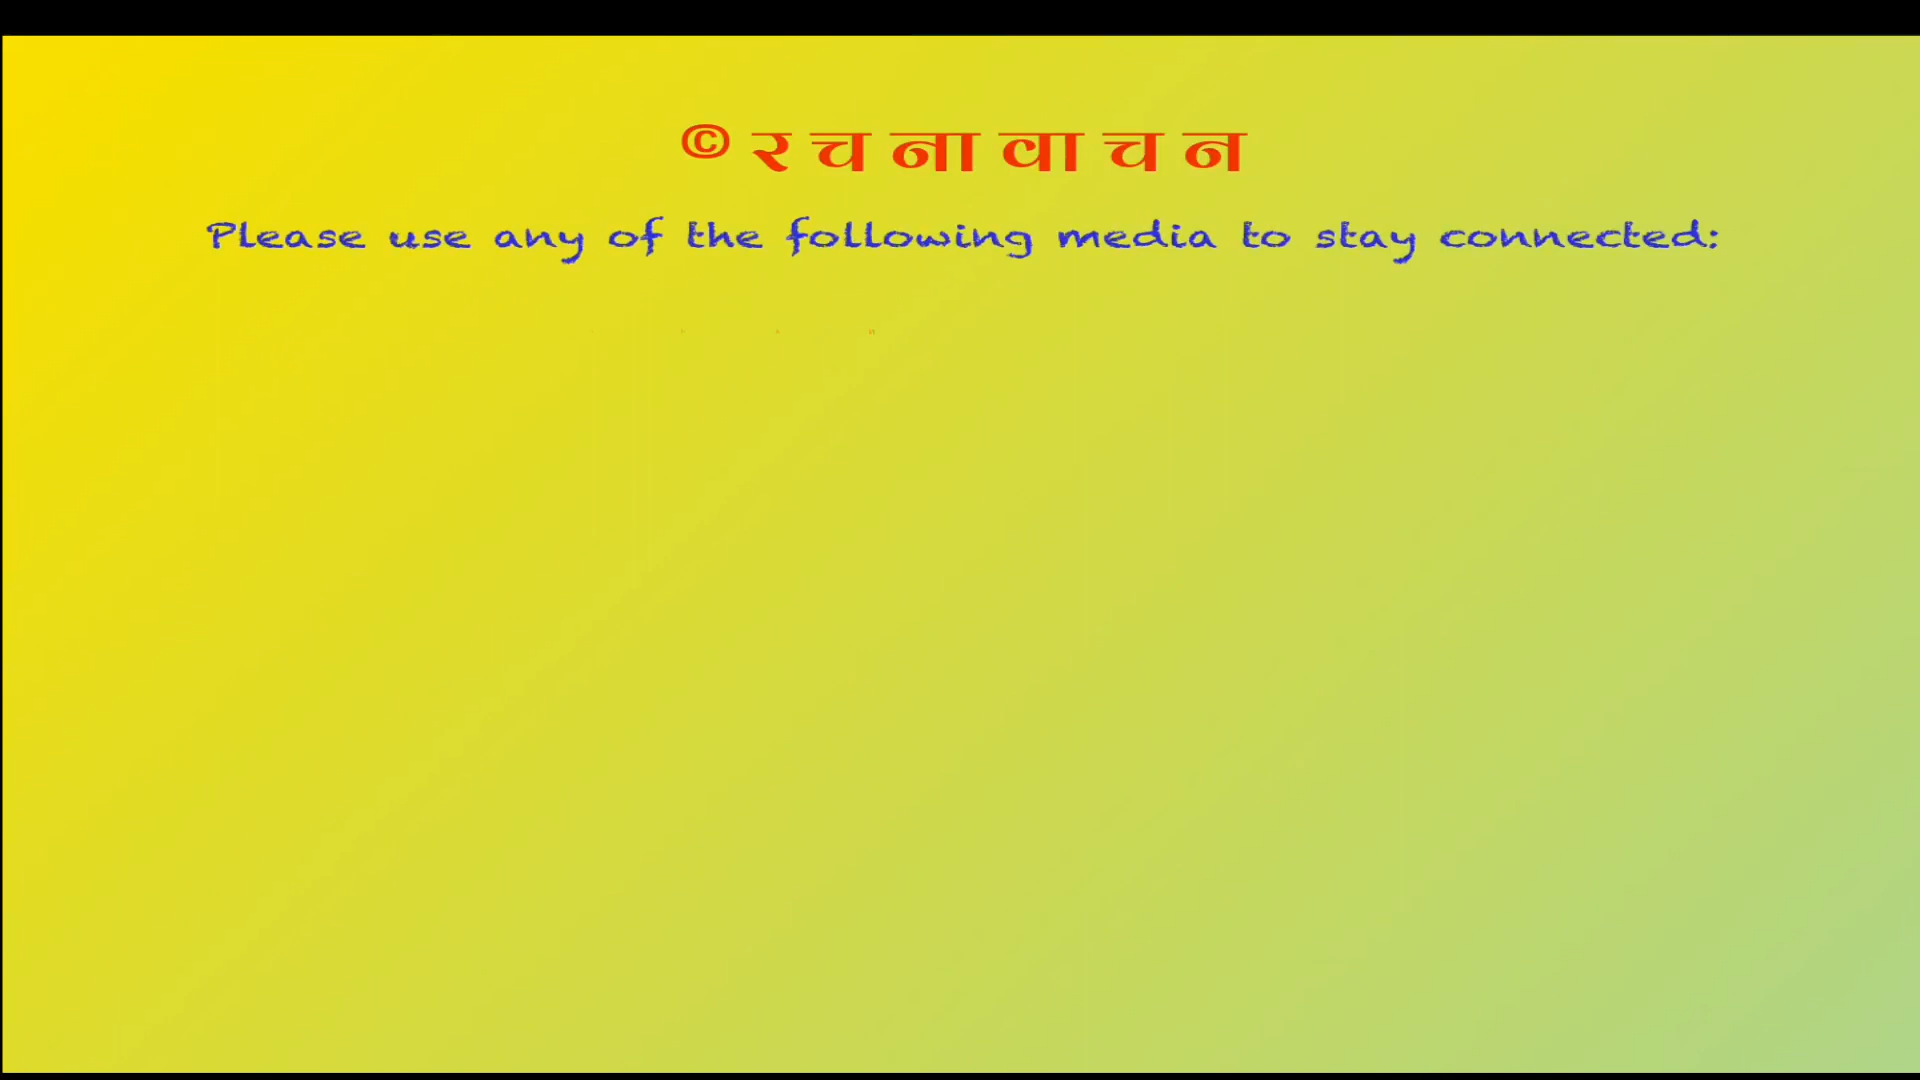 © र च ना वा च न
Please use any of the following media to stay connected: